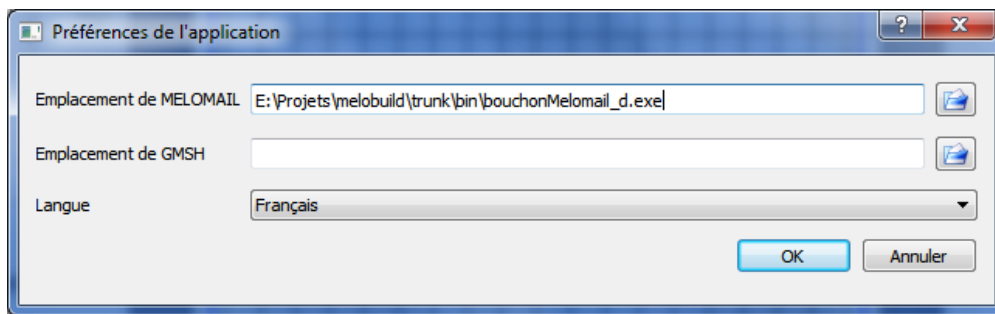 Préférences de l'application
Emplacement de MELOMAIL E:\Projets\melobuild\trunk\bin\bouchonMelomail_d.exe
Emplacement de GMSH
Langue Français
OK Annuler